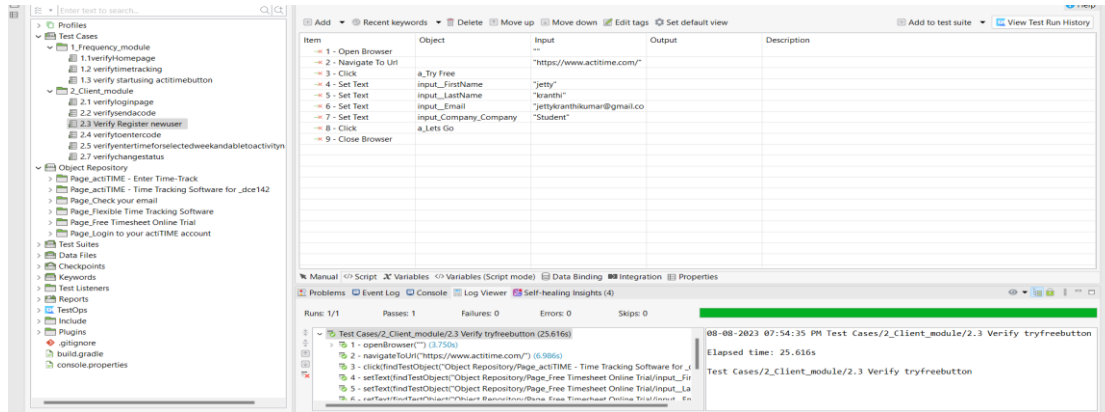 Help
Enter text to search...
Add Recent keywords Delete Move up Move down Edit tags Set default view Add to test suite View Test Run History
Profiles
Test Cases
1_Frequency_module
1.1verifyHomepage
1.2 verifytimetracking
1.3 verify startusing actitimebutton
2_Client_module
2.1 verifyloginpage
2.2 verifysendacode
2.3 Verify Register newuser
2.4 verifytoentercode
2.5 verifyentertimeforselectedweekandabletoactivityn
2.7 verifychangestatus
Object Repository
Page_actiTIME - Enter Time-Track
Page_actiTIME - Time Tracking Software for _dce142
Page_Check your email
Page_Flexible Time Tracking Software
Page_Free Timesheet Online Trial
Page_Login to your actiTIME account
Test Suites
Data Files
Checkpoints
Keywords
Test Listeners
Reports
TestOps
Include
Plugins
.gitignore
build.gradle
console.properties
Item Object Input Output Description
1 - Open Browser ""
2 - Navigate To Url "https://www.actitime.com/"
3 - Click a_Try Free
4 - Set Text input__FirstName "jetty"
5 - Set Text input__LastName "kranthi"
6 - Set Text input__Email "jettykranthikumar@gmail.co
7 - Set Text input_Company_Company "Student"
8 - Click a_Lets Go
9 - Close Browser
Manual Script Variables Variables (Script mode) Data Binding Integration Properties
Problems Event Log Console Log Viewer Self-healing Insights (4)
Runs: 1/1 Passes: 1 Failures: 0 Errors: 0 Skips: 0
Test Cases/2_Client_module/2.3 Verify tryfreebutton (25.616s)
1 - openBrowser("") (3.750s)
2 - navigateToUrl("https://www.actitime.com/") (6.986s)
3 - click(findTestObject("Object Repository/Page_actiTIME - Time Tracking Software for _
4 - setText(findTestObject("Object Repository/Page_Free Timesheet Online Trial/input__Fir
5 - setText(findTestObject("Object Repository/Page_Free Timesheet Online Trial/input__La
6 - setText(findTestObject("Object Repository/Page_Free Timesheet Online Trial/input__Em
08-08-2023 07:54:35 PM Test Cases/2_Client_module/2.3 Verify tryfreebutton
Elapsed time: 25.616s
Test Cases/2_Client_module/2.3 Verify tryfreebutton